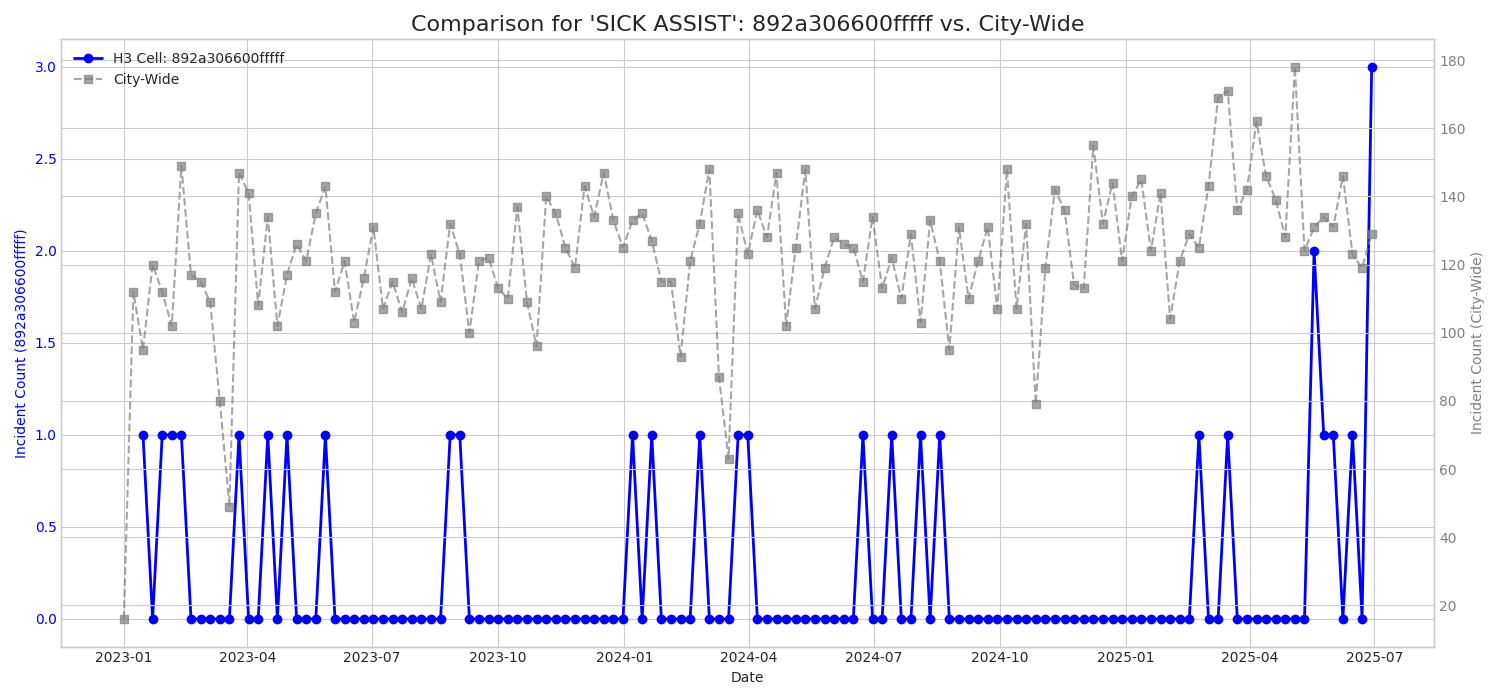 Comparison for 'SICK ASSIST': 892a306600fffff vs. City-Wide
H3 Cell: 892a306600fffff
City-Wide
Incident Count (892a306600fffff)
3.0
2.5
2.0
1.5
1.0
0.5
0.0
180
160
140
120
100
80
60
40
20
Incident Count (City-Wide)
2023-01 2023-04 2023-07 2023-10 2024-01 2024-04 2024-07 2024-10 2025-01 2025-04 2025-07
Date